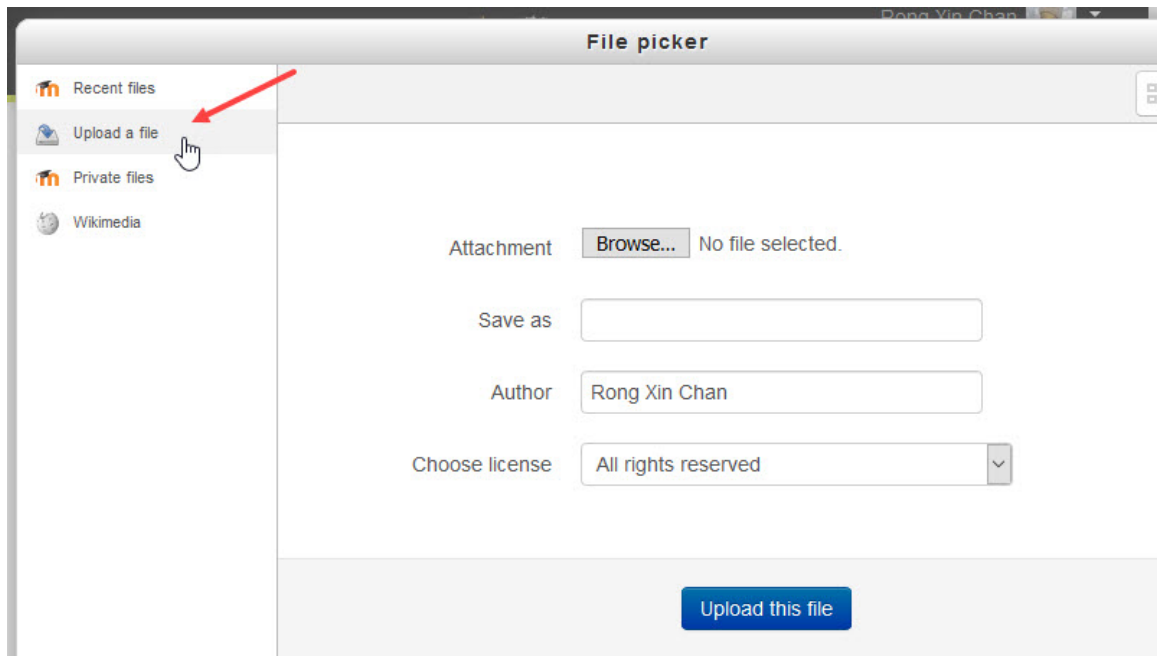 Rong Xin Chan
File picker
Recent files
Upload a file
Private files
Wikimedia
Attachment Browse... No file selected.
Save as
Author Rong Xin Chan
Choose license All rights reserved
Upload this file